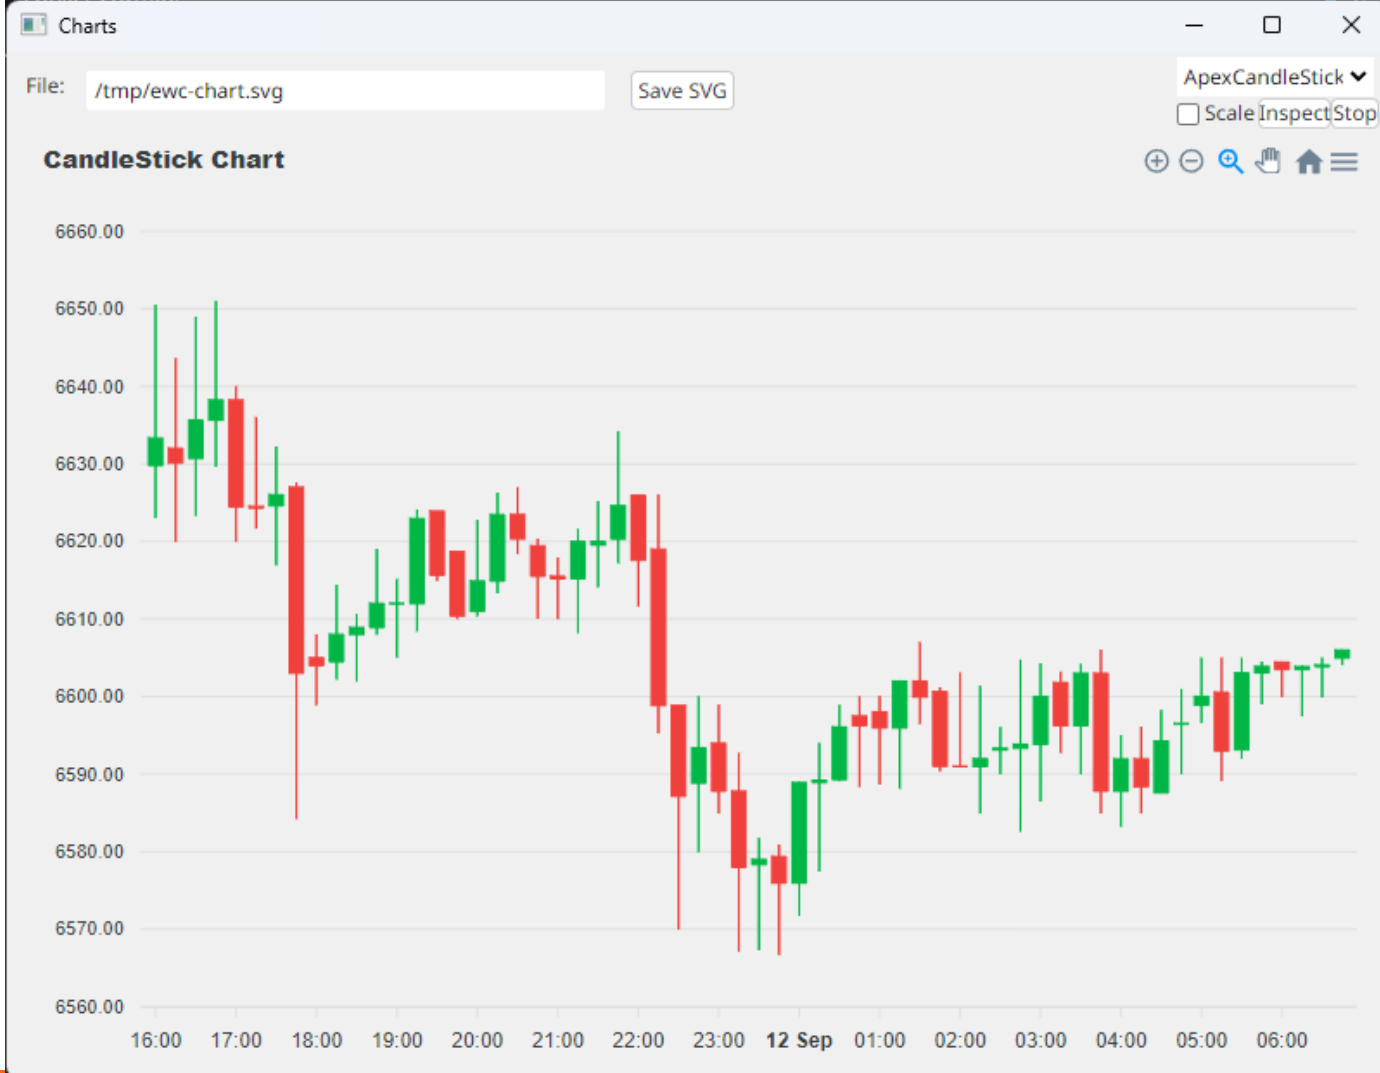 Charts
File: /tmp/ewc-chart.svg Save SVG ApexCandleStick
Scale Inspect Stop
CandleStick Chart
6660.00
6650.00
6640.00
6630.00
6620.00
6610.00
6600.00
6590.00
6580.00
6570.00
6560.00
16:00 17:00 18:00 19:00 20:00 21:00 22:00 23:00 12 Sep 01:00 02:00 03:00 04:00 05:00 06:00